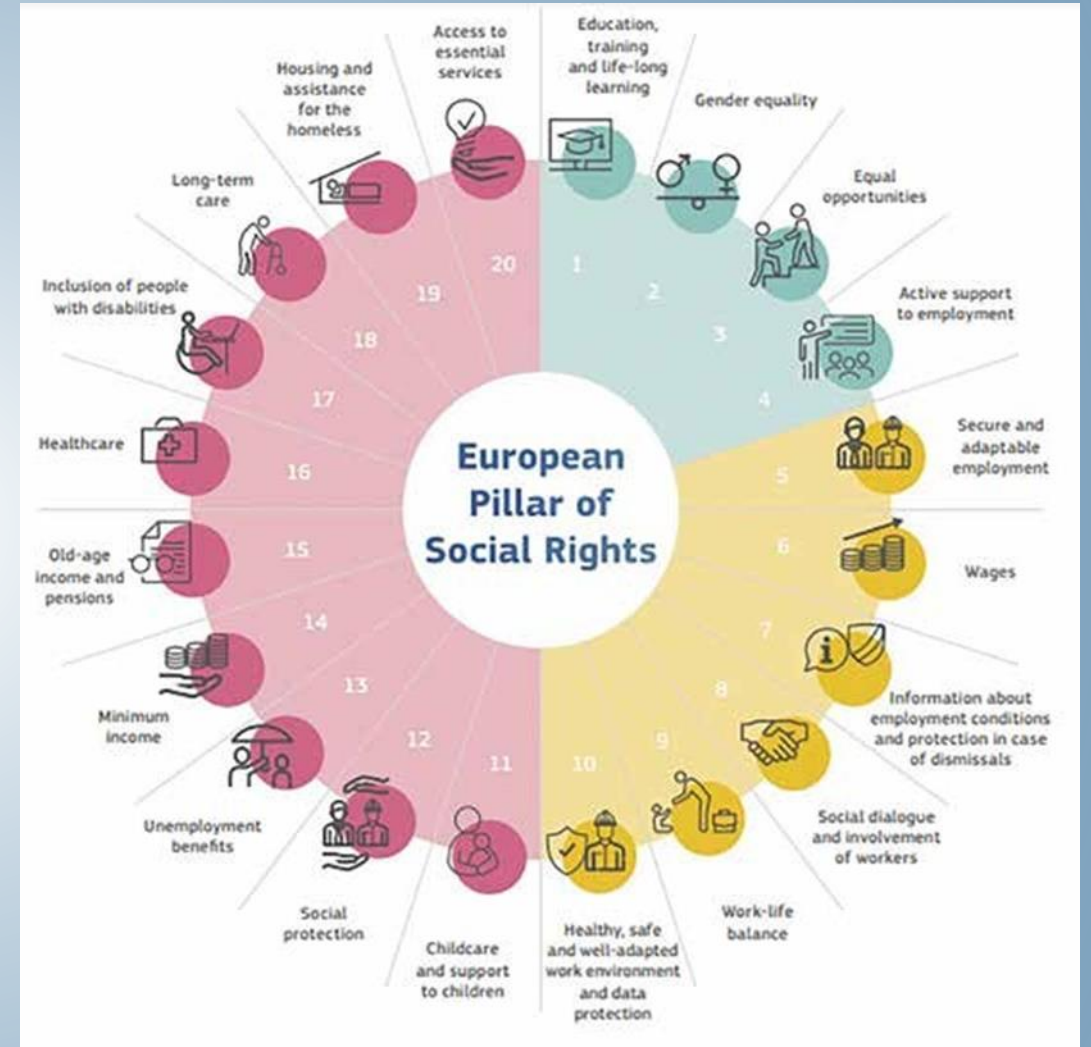 European
Pillar of
Social Rights
1
Education,
training
and life-long
learning
2
Gender equality
3
Equal
opportunities
4
Active support
to employment
5
Secure and
adaptable
employment
6
Wages
7
Information about
employment conditions
and protection in case
of dismissals
8
Social dialogue
and involvement
of workers
9
Work-life
balance
10
Healthy, safe
and well-adapted
work environment
and data
protection
11
Childcare
and support
to children
12
Social
protection
13
Unemployment
benefits
14
Minimum
income
15
Old-age
income and
pensions
16
Healthcare
17
Inclusion of people
with disabilities
18
Long-term
care
19
Housing and
assistance
for the
homeless
20
Access to
essential
services
i